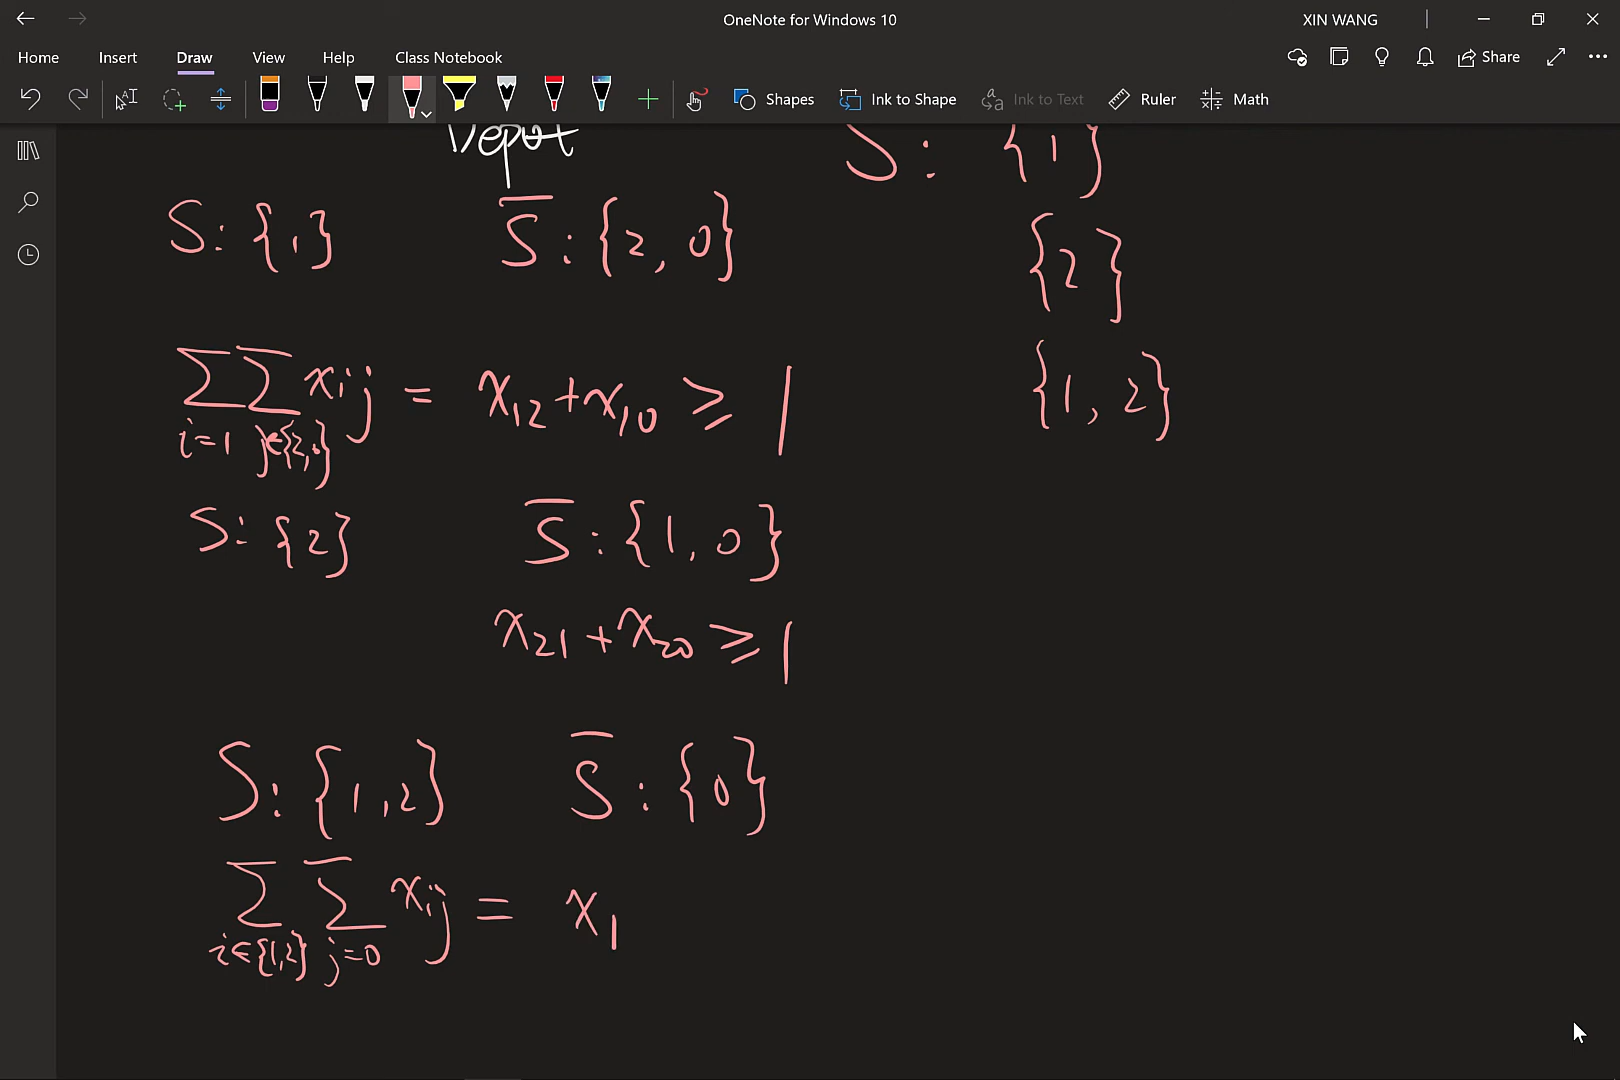 OneNote for Windows 10
XIN WANG
Home Insert Draw View Help Class Notebook
Share
Shapes Ink to Shape Ink to Text Ruler Math
Depot
S: {1}
S: {1} S̅: {2, 0}
{2}
∑∑ xij = x12 + x10 ≥ 1
i=1 j∈{2,0}
{1, 2}
S: {2} S̅: {1, 0}
x21 + x20 ≥ 1
S: {1,2} S̅: {0}
∑ ∑ xij = x1
i∈{1,2} j=0